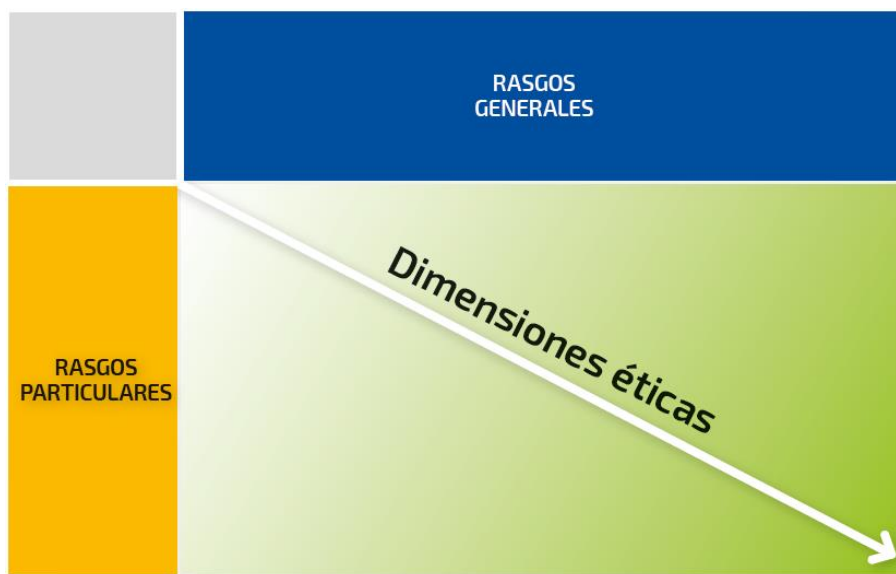 RASGOS
GENERALES
Dimensiones éticas
RASGOS
PARTICULARES